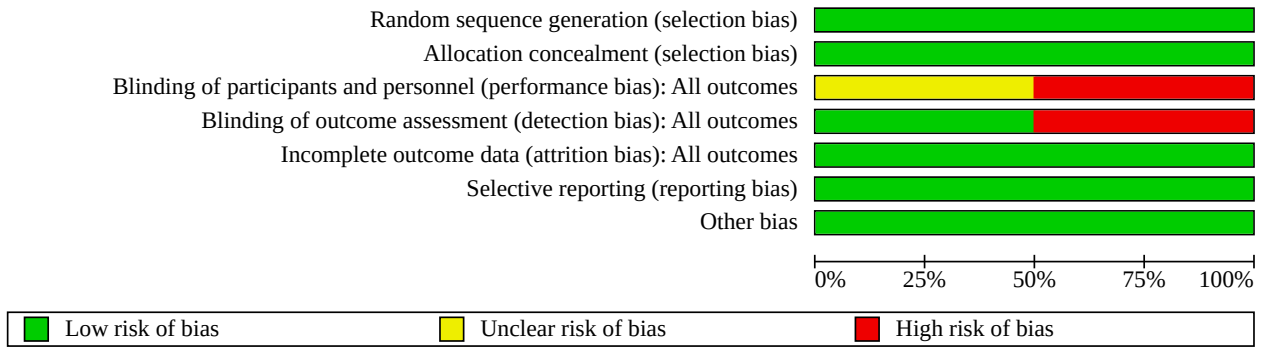 Random sequence generation (selection bias)
Allocation concealment (selection bias)
Blinding of participants and personnel (performance bias): All outcomes
Blinding of outcome assessment (detection bias): All outcomes
Incomplete outcome data (attrition bias): All outcomes
Selective reporting (reporting bias)
Other bias
0% 25% 50% 75% 100%
Low risk of bias Unclear risk of bias High risk of bias